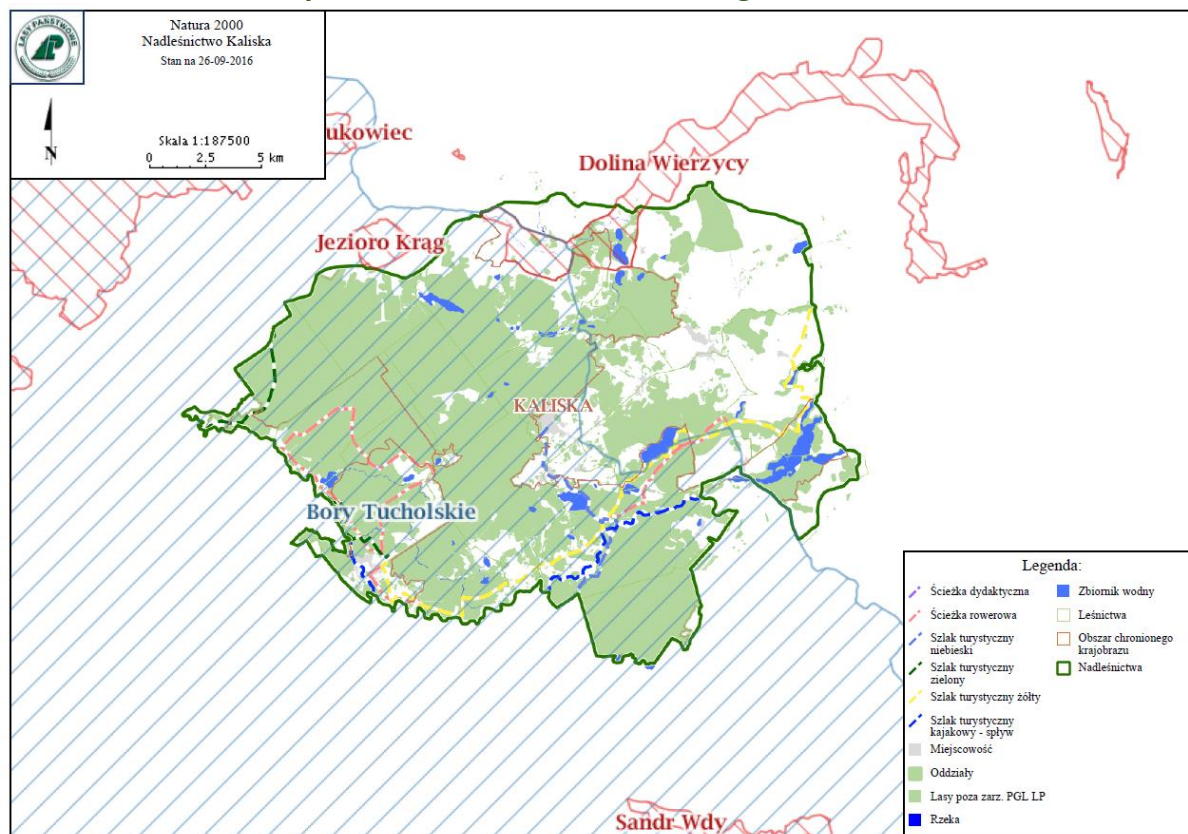 LASY PAŃSTWOWE
Natura 2000
Nadleśnictwo Kaliska
Stan na 26-09-2016
N
Skala 1:187500
0 2.5 5 km
ukowiec
Dolina Wierzycy
Jezioro Krąg
KALISKA
Bory Tucholskie
Sandr Wdy
Legenda:
Ścieżka dydaktyczna
Ścieżka rowerowa
Szlak turystyczny
niebieski
Szlak turystyczny
zielony
Szlak turystyczny żółty
Szlak turystyczny
kajakowy - spływ
Miejscowość
Oddziały
Lasy poza zarz. PGL LP
Rzeka
Zbiornik wodny
Leśnictwa
Obszar chronionego
krajobrazu
Nadleśnictwa